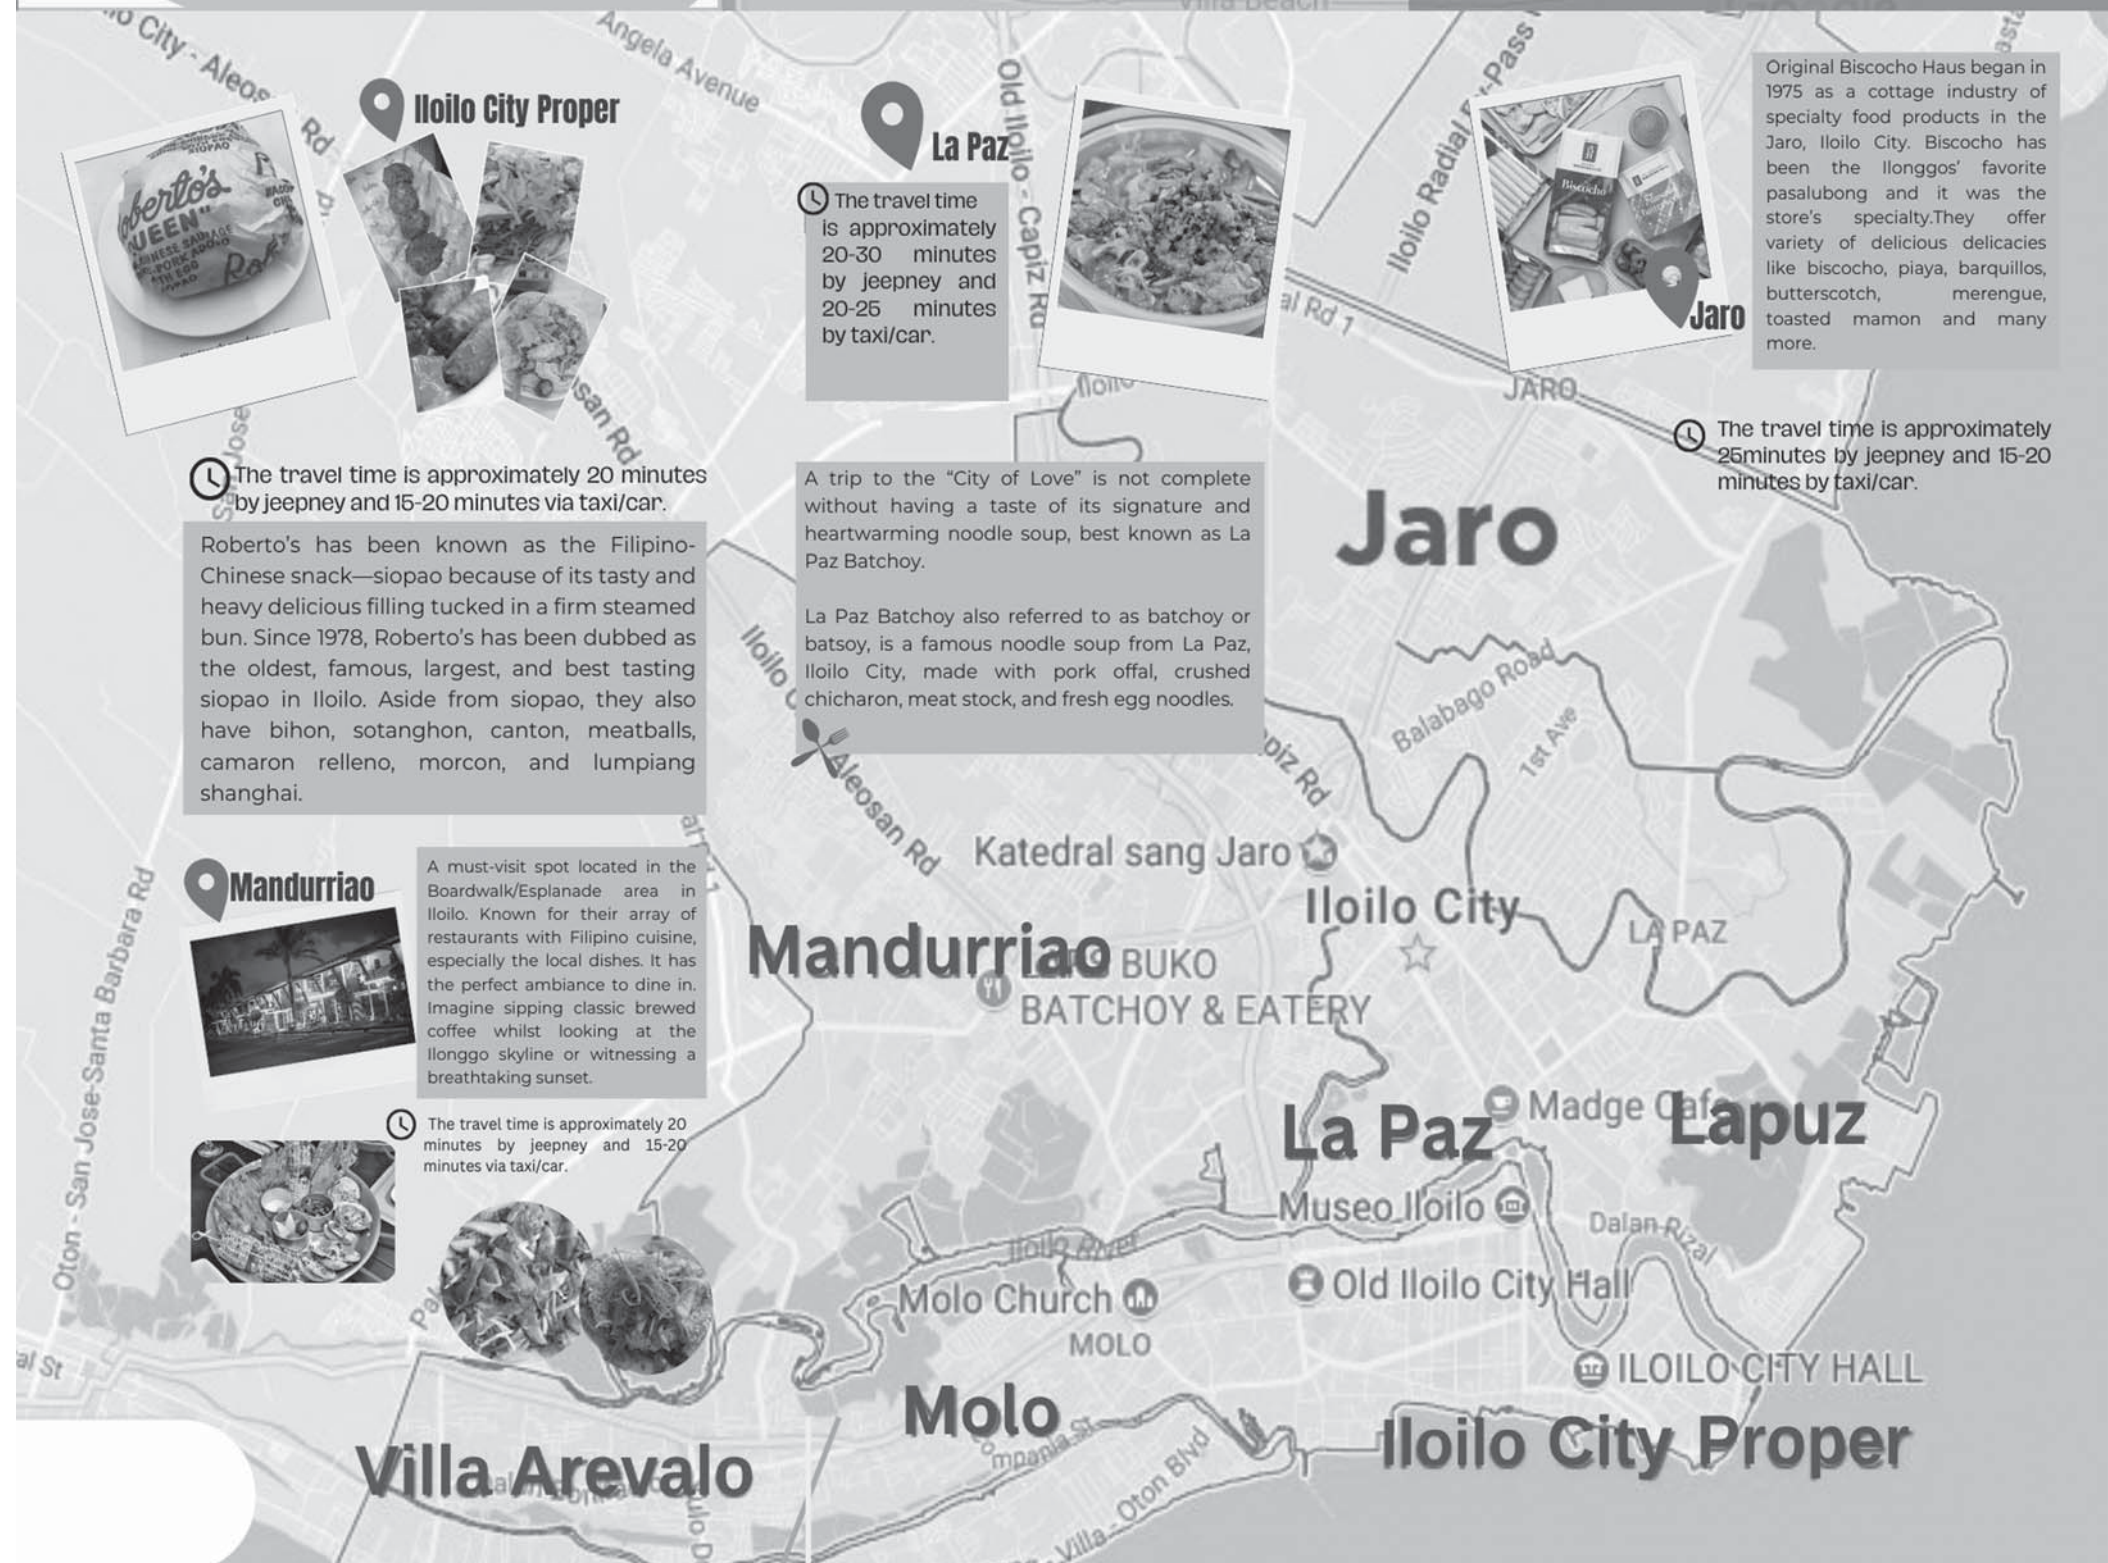 Villa Beach
Angela Avenue
Iloilo City Proper
Roberto's
QUEEN"
SIOPAO
The travel time is approximately 20 minutes
by jeepney and 15-20 minutes via taxi/car.
Roberto's has been known as the Filipino-
Chinese snack—siopao because of its tasty and
heavy delicious filling tucked in a firm steamed
bun. Since 1978, Roberto's has been dubbed as
the oldest, famous, largest, and best tasting
siopao in Iloilo. Aside from siopao, they also
have bihon, sotanghon, canton, meatballs,
camaron relleno, morcon, and lumpiang
shanghai.
La Paz
Old Iloilo - Capiz Rd
The travel time
is approximately
20-30 minutes
by jeepney and
20-25 minutes
by taxi/car.
A trip to the “City of Love” is not complete
without having a taste of its signature and
heartwarming noodle soup, best known as La
Paz Batchoy.
La Paz Batchoy also referred to as batchoy or
batsoy, is a famous noodle soup from La Paz,
Iloilo City, made with pork offal, crushed
chicharon, meat stock, and fresh egg noodles.
Iloilo Radial By-Pass
al Rd 1
Biscocho
Jaro
Original Biscocho Haus began in
1975 as a cottage industry of
specialty food products in the
Jaro, Iloilo City. Biscocho has
been the Ilonggos' favorite
pasalubong and it was the
store's specialty.They offer
variety of delicious delicacies
like biscocho, piaya, barquillos,
butterscotch, merengue,
toasted mamon and many
more.
JARO
The travel time is approximately
25minutes by jeepney and 15-20
minutes by taxi/car.
Jaro
Balabago Road
1st Ave
Aleosan Rd
Mandurriao
A must-visit spot located in the
Boardwalk/Esplanade area in
Iloilo. Known for their array of
restaurants with Filipino cuisine,
especially the local dishes. It has
the perfect ambiance to dine in.
Imagine sipping classic brewed
coffee whilst looking at the
Ilonggo skyline or witnessing a
breathtaking sunset.
The travel time is approximately 20
minutes by jeepney and 15-20
minutes via taxi/car.
Oton - San Jose-Santa Barbara Rd
Katedral sang Jaro
Iloilo City
LA PAZ
Mandurriao
BUKO
BATCHOY & EATERY
La Paz
Madge Cafe
Lapuz
Museo Iloilo
Dalan Rizal
Iloilo River
Old Iloilo City Hall
Molo Church
MOLO
ILOILO CITY HALL
Molo
Iloilo City Proper
Villa Arevalo
Villa - Oton Blvd